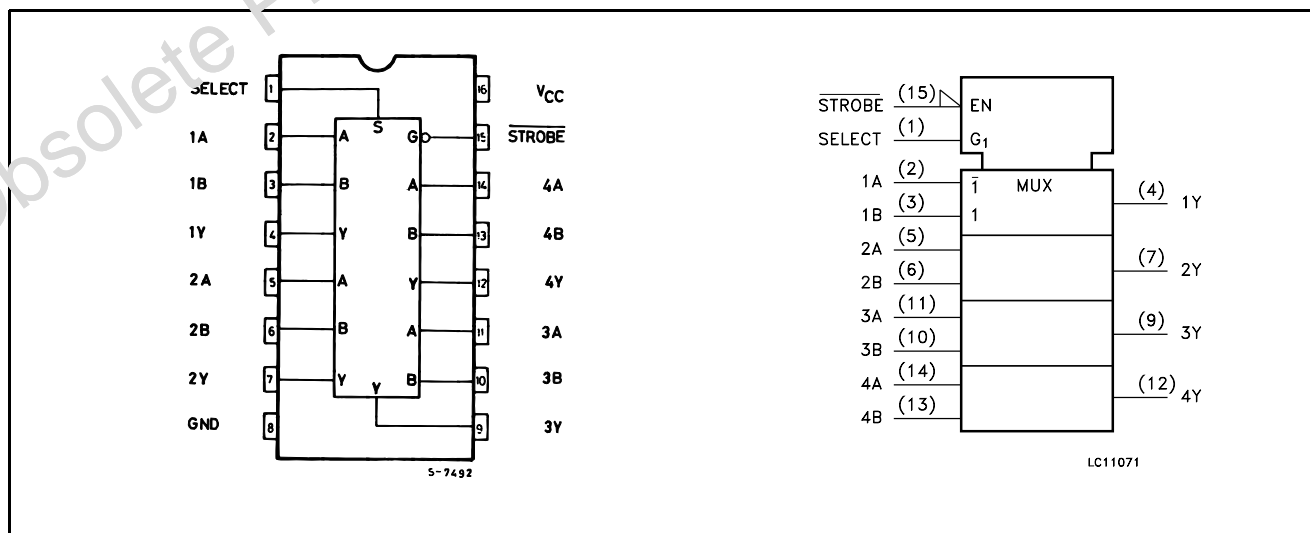 obsolete P
SELECT 1 16 VCC
1A 2 A S G 15 STROBE
1B 3 B A 14 4A
1Y 4 Y B 13 4B
2A 5 A Y 12 4Y
2B 6 B A 11 3A
2Y 7 Y Y B 10 3B
GND 8 9 3Y
S-7492
STROBE (15) EN
SELECT (1) G1
1A (2) 1̅ MUX (4) 1Y
1B (3) 1
2A (5) (7) 2Y
2B (6)
3A (11) (9) 3Y
3B (10)
4A (14) (12) 4Y
4B (13)
LC11071